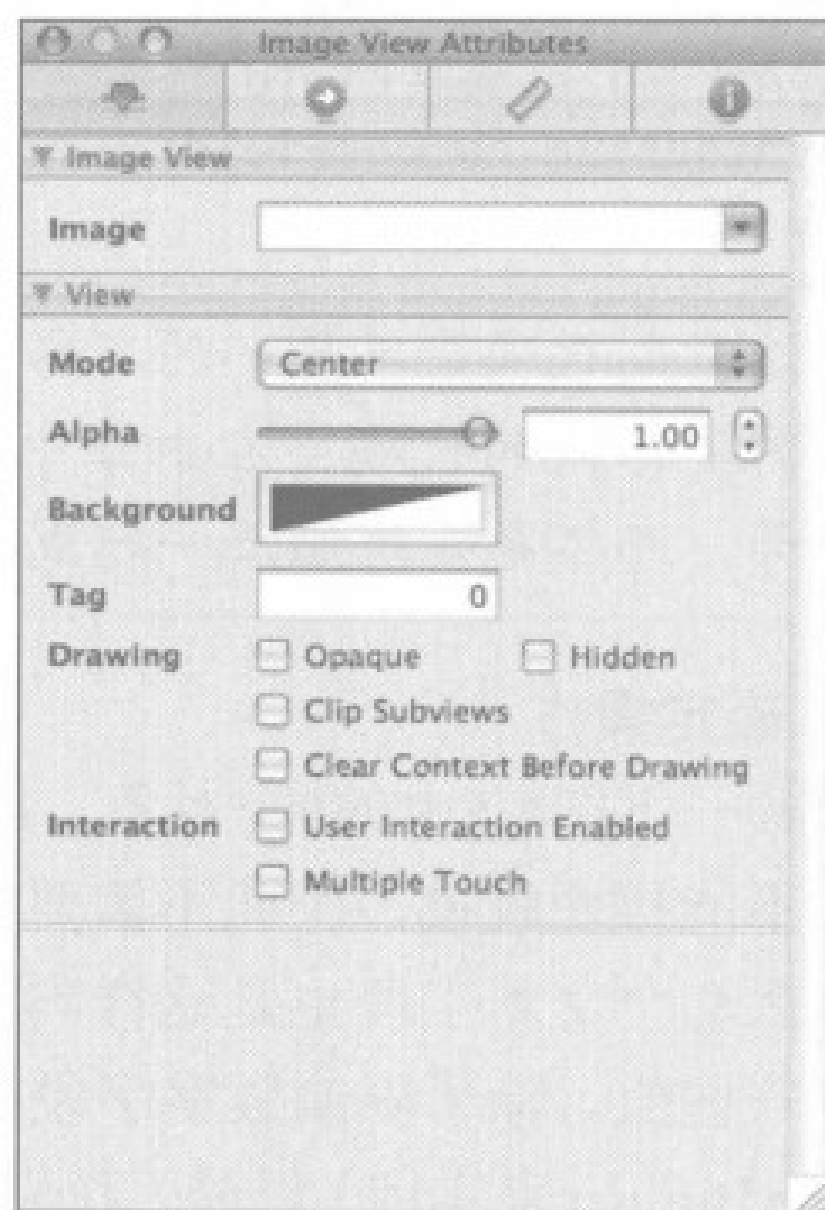 Image View Attributes
Image View
Image
View
Mode Center
Alpha 1.00
Background
Tag 0
Drawing Opaque Hidden
Clip Subviews
Clear Context Before Drawing
Interaction User Interaction Enabled
Multiple Touch